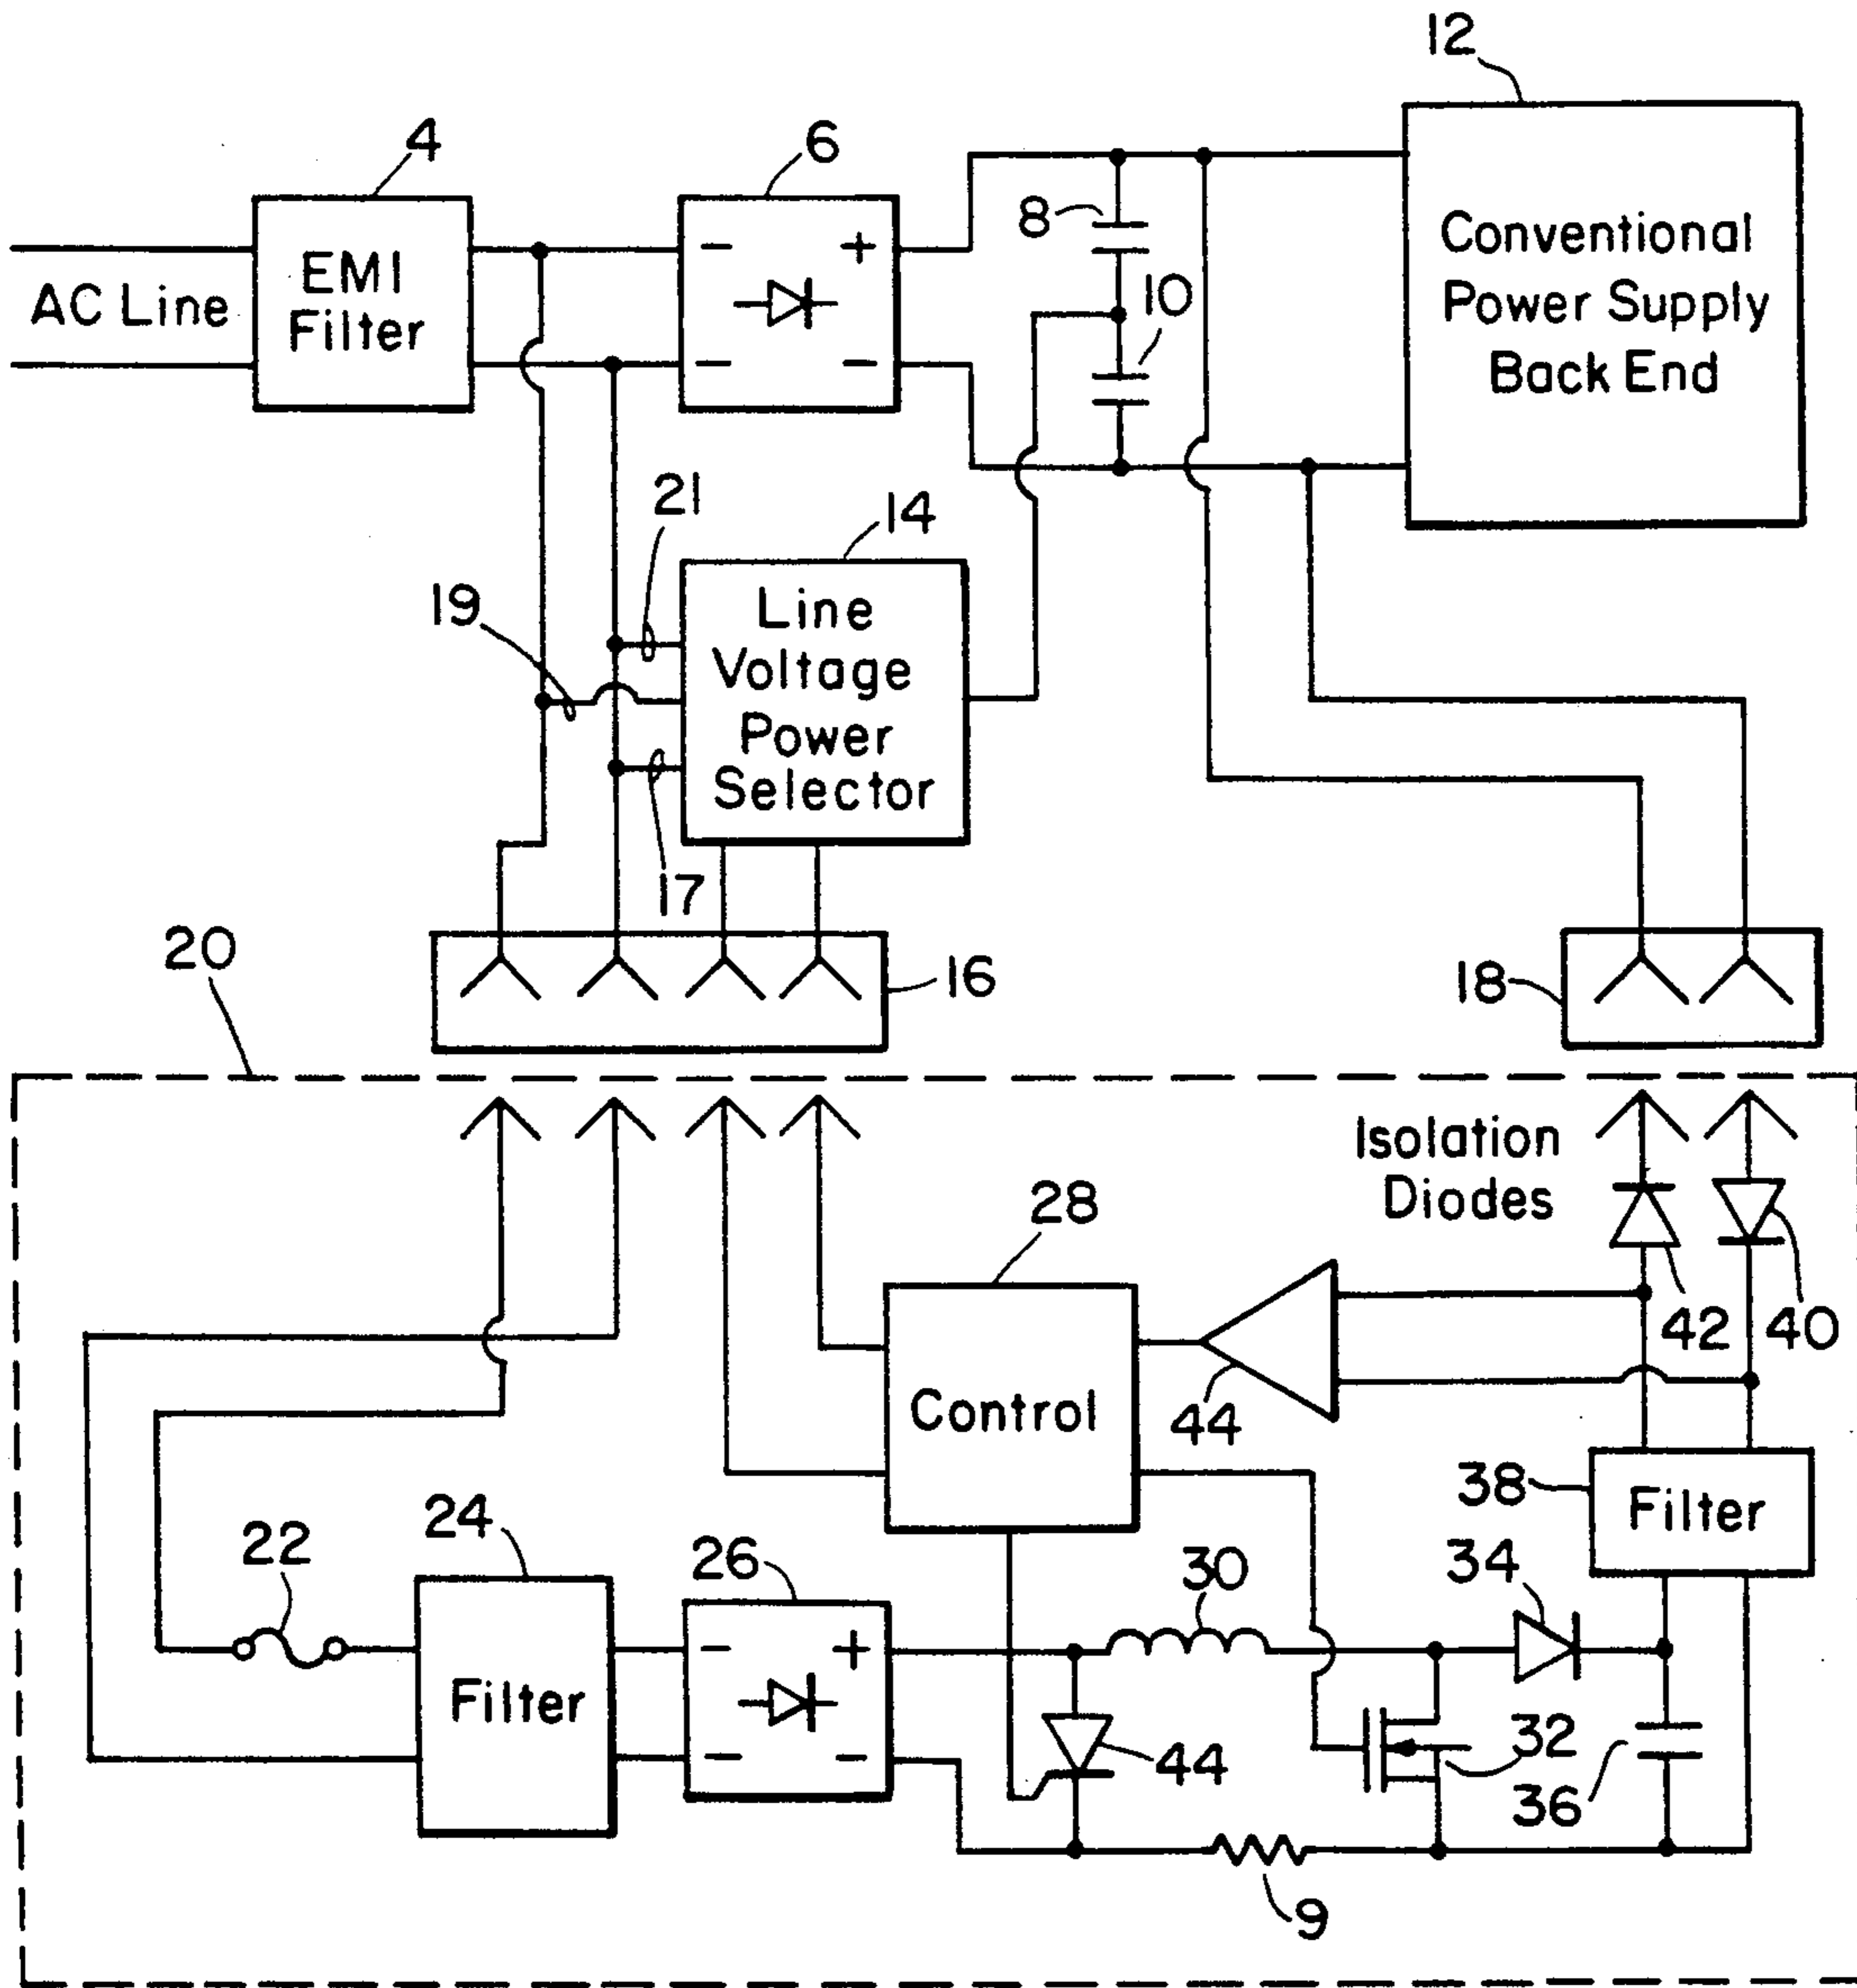 12
4
6
8
10
EMI
Filter
AC Line
- +
- -
Conventional
Power Supply
Back End
21
14
19
Line
Voltage
Power
Selector
17
20
16
18
Isolation
Diodes
28
42
40
44
Control
38
Filter
24
22
26
30
34
Filter
- +
- -
44
32
36
9